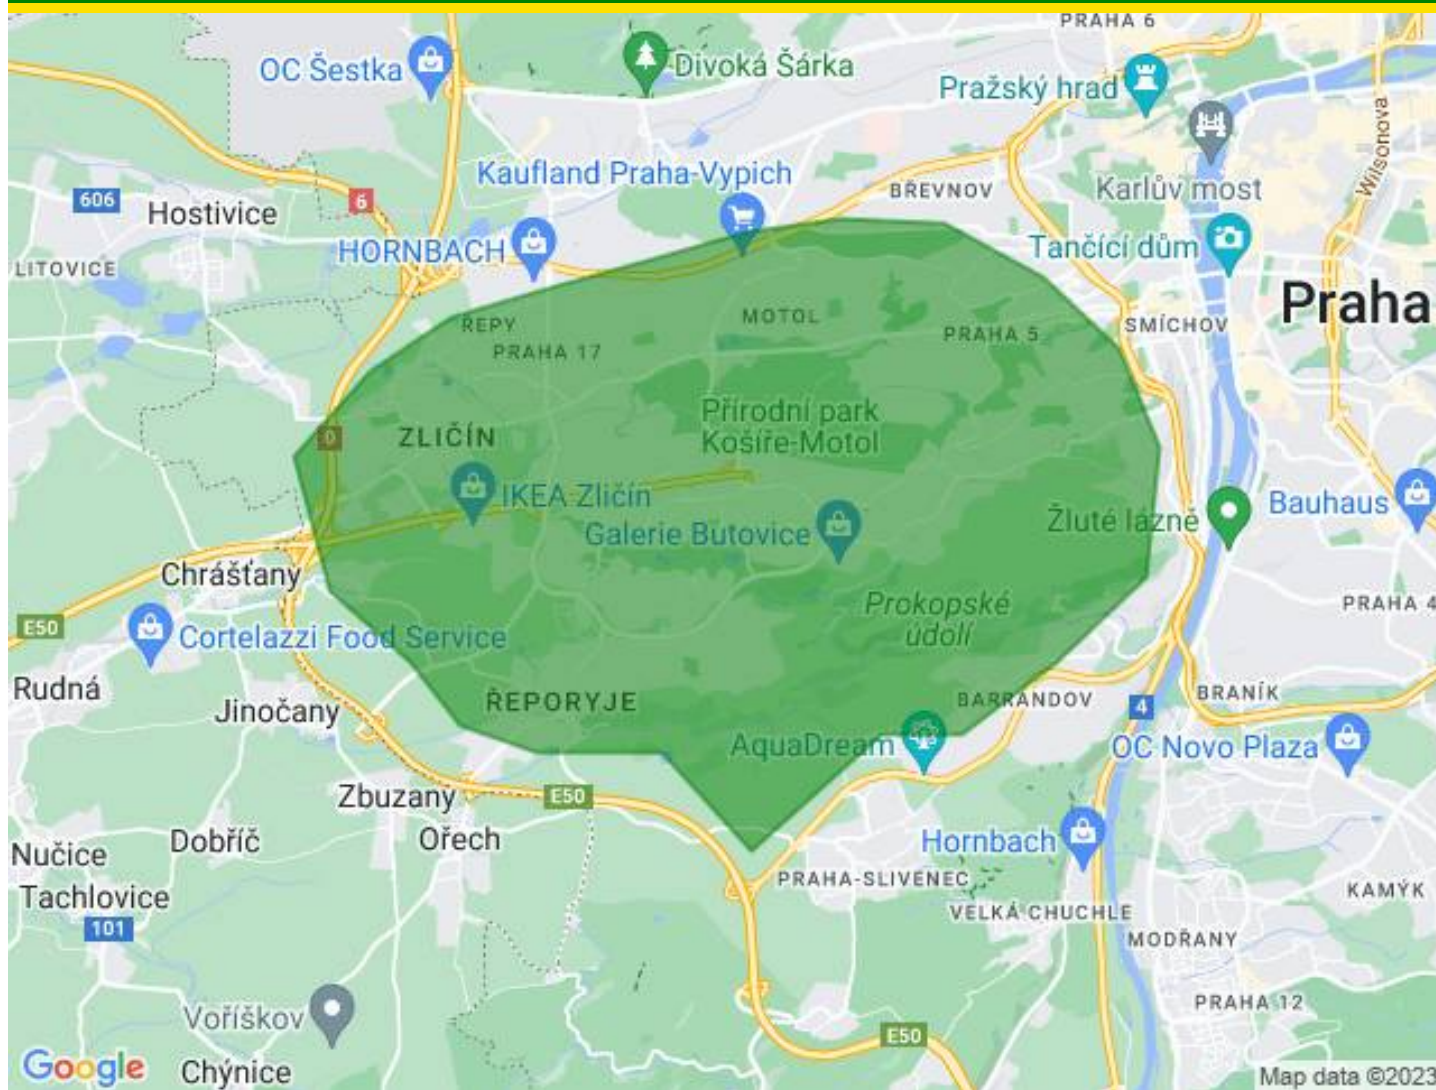 PRAHA 6
OC Šestka
Divoká Šárka
Pražský hrad
Wilsonova
Kaufland Praha-Vypich
BŘEVNOV
Karlův most
606
Hostivice
6
HORNBACH
Tančící dům
LITOVICE
Praha
ŘEPY
MOTOL
PRAHA 5
SMÍCHOV
PRAHA 17
Přírodní park
Košíře-Motol
0
ZLIČÍN
IKEA Zličín
Galerie Butovice
Žluté lázně
Bauhaus
Chrášťany
Prokopské
údolí
PRAHA 4
E50
Cortelazzi Food Service
Rudná
Jinočany
ŘEPORYJE
BARRANDOV
4
BRANÍK
AquaDream
OC Novo Plaza
Zbuzany
E50
Dobříč
Ořech
Hornbach
Nučice
Tachlovice
PRAHA-SLIVENEC
KAMÝK
101
VELKÁ CHUCHLE
MODŘANY
Voříškov
PRAHA 12
E50
Google
Chýnice
Map data ©2023